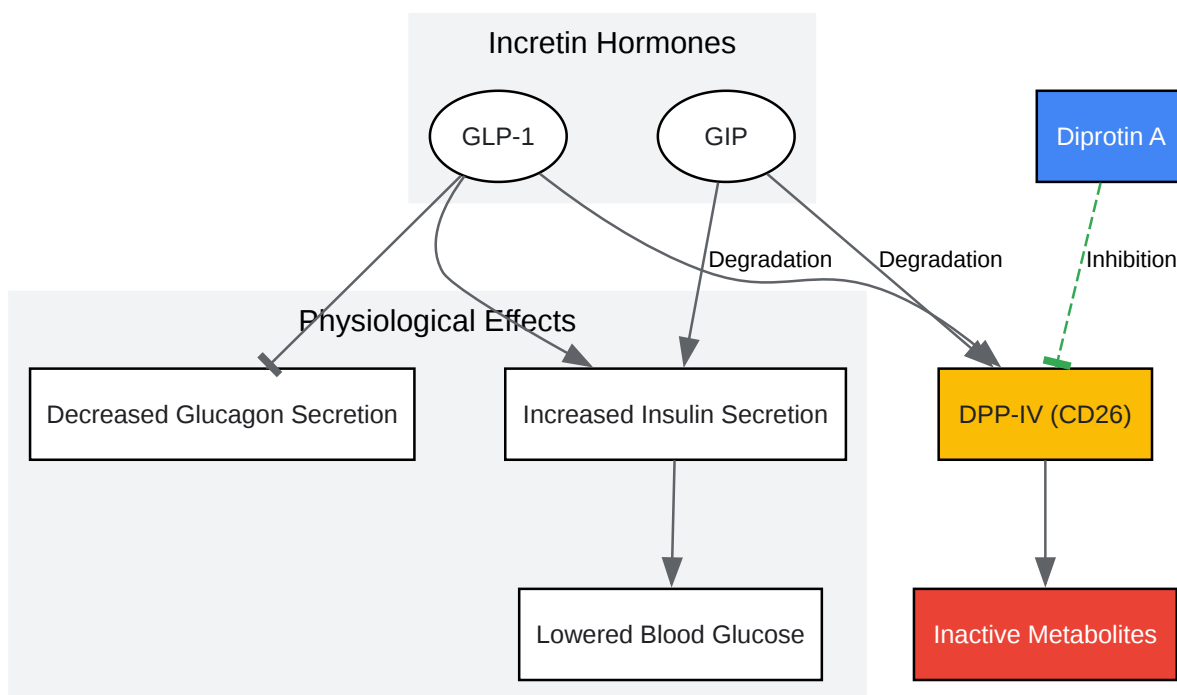 Incretin Hormones
GLP-1
GIP
Diprotin A
Degradation
Degradation
Inhibition
Physiological Effects
Decreased Glucagon Secretion
Increased Insulin Secretion
DPP-IV (CD26)
Lowered Blood Glucose
Inactive Metabolites